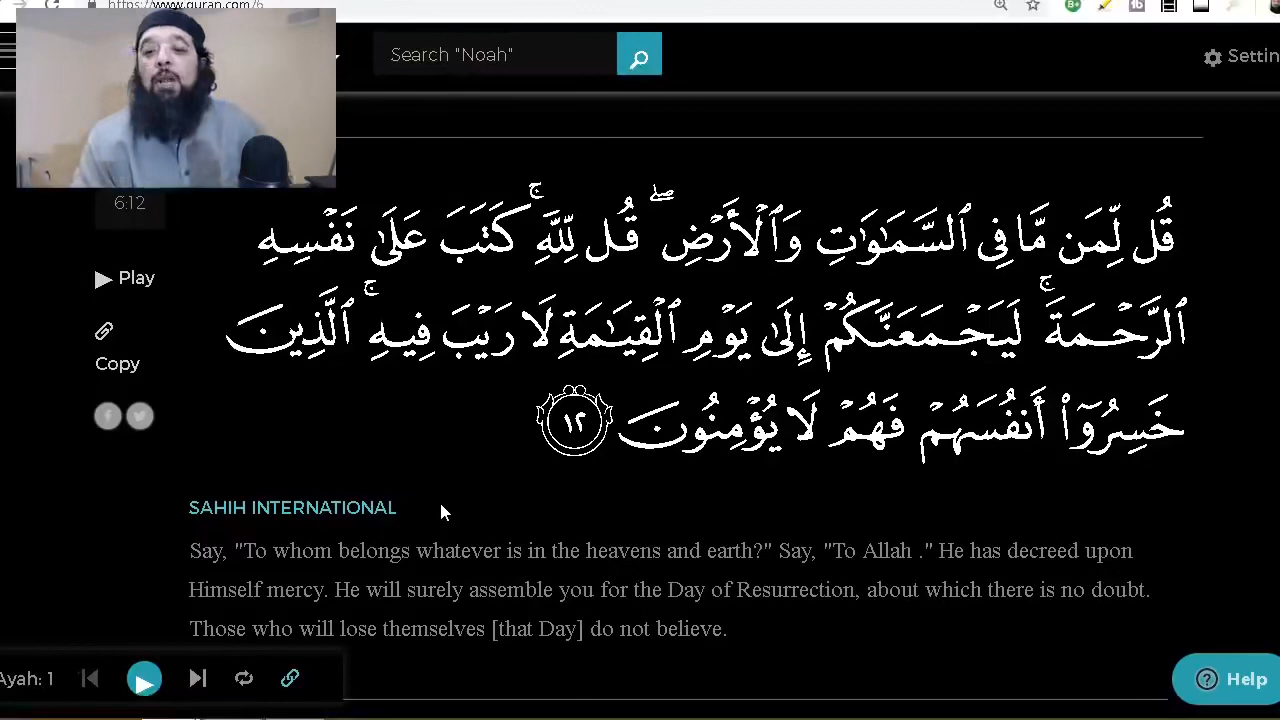 https://www.quran.com/6
Search "Noah"
Settin
6:12
Play
Copy
قُل لِّمَن مَّا فِى ٱلسَّمَـٰوَٰتِ وَٱلْأَرْضِ ۖ قُل لِّلَّهِ ۚ كَتَبَ عَلَىٰ نَفْسِهِ
ٱلرَّحْمَةَ ۚ لَيَجْمَعَنَّكُمْ إِلَىٰ يَوْمِ ٱلْقِيَـٰمَةِ لَا رَيْبَ فِيهِ ۚ ٱلَّذِينَ
خَسِرُوٓا۟ أَنفُسَهُمْ فَهُمْ لَا يُؤْمِنُونَ ١٢
SAHIH INTERNATIONAL
Say, "To whom belongs whatever is in the heavens and earth?" Say, "To Allah ." He has decreed upon
Himself mercy. He will surely assemble you for the Day of Resurrection, about which there is no doubt.
Those who will lose themselves [that Day] do not believe.
Ayah: 1
Help